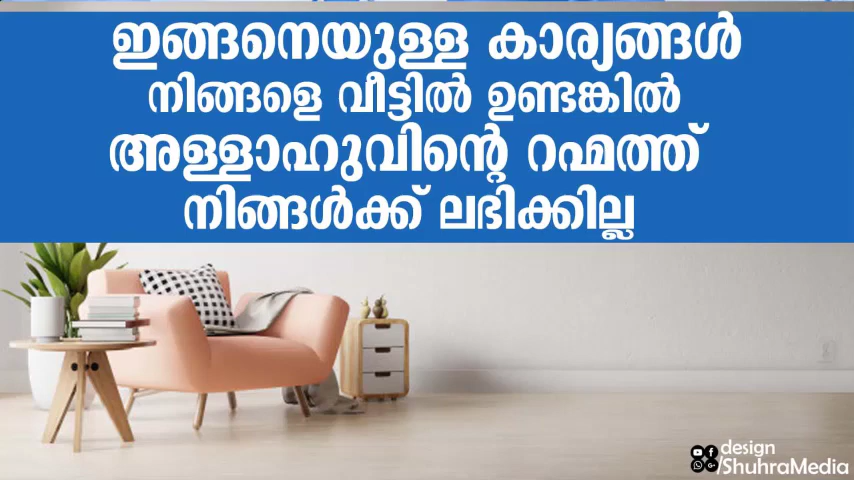 ഇങ്ങനെയുള്ള കാര്യങ്ങൾ
നിങ്ങളെ വീട്ടിൽ ഉണ്ടങ്കിൽ
അള്ളാഹുവിന്റെ റഹ്മത്ത്
നിങ്ങൾക്ക് ലഭിക്കില്ല
design
/ShuhraMedia